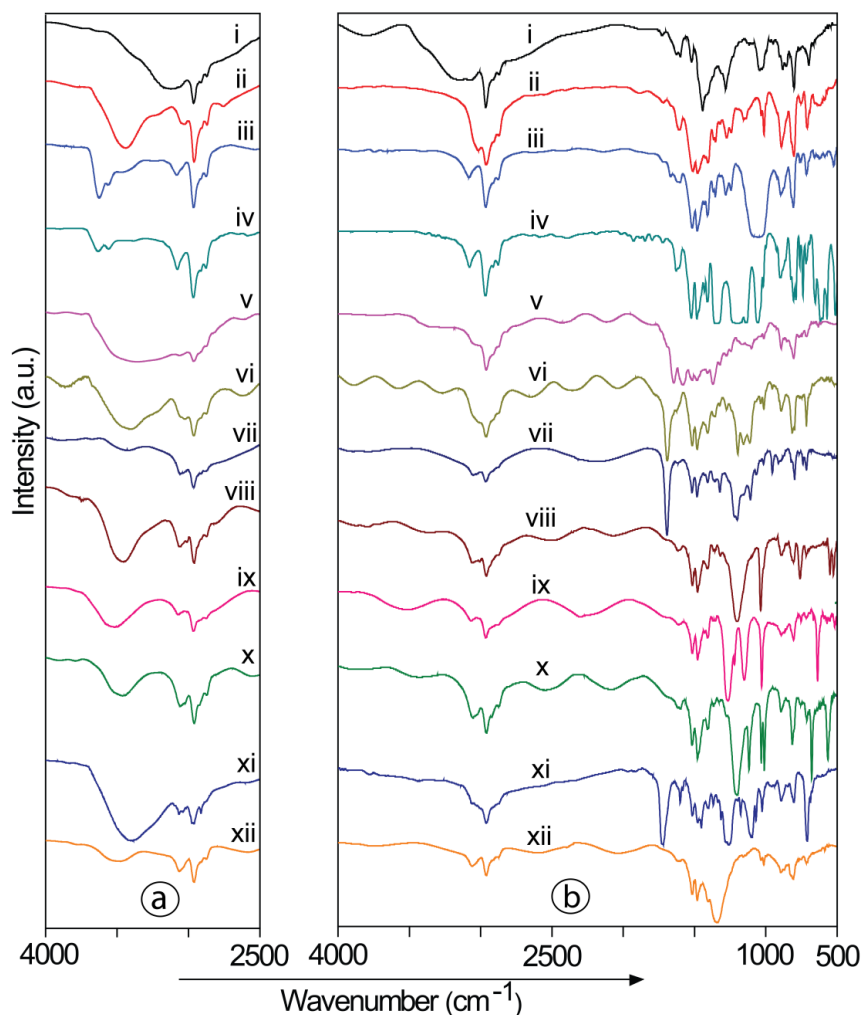 i
ii
iii
iv
v
vi
vii
viii
ix
x
xi
xii
a
4000
2500
i
ii
iii
iv
v
vi
vii
viii
ix
x
xi
xii
b
4000
2500
1000
500
Intensity (a.u.)
Wavenumber (cm⁻¹)